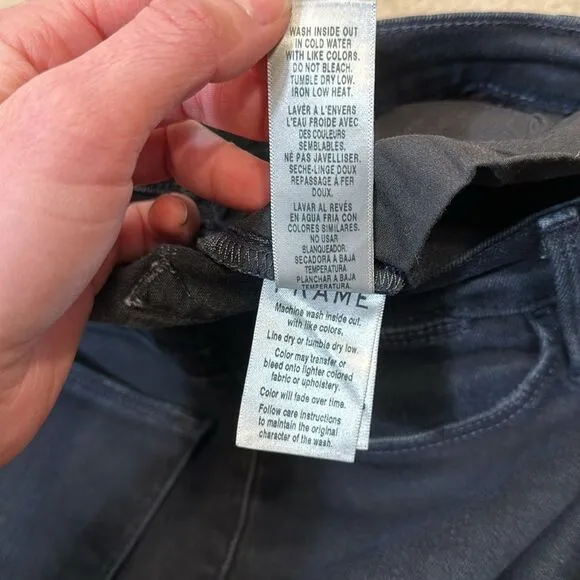 WASH INSIDE OUT
IN COLD WATER
WITH LIKE COLORS.
DO NOT BLEACH.
TUMBLE DRY LOW.
IRON LOW HEAT.
LAVÉR A L'ENVERS
L'EAU FROIDE AVEC
DES COULEURS
SEMBLABLES.
NÉ PAS JAVELLISER.
SECHE-LINGE DOUX
REPASSAGE Á FER
DOUX.
LAVAR AL REVÉS
EN AGUA FRIA CON
COLORES SIMILARES.
NO USAR
BLANQUEADOR.
SECADORA A BAJA
TEMPERATURA
PLANCHAR A BAJA
TEMPERATURA.
FRAME
Machine wash inside out,
with like colors,
Line dry or tumble dry low.
Color may transfer or
bleed onto lighter colored
fabric or upholstery.
Color will fade over time.
Follow care instructions
to maintain the original
character of the wash.